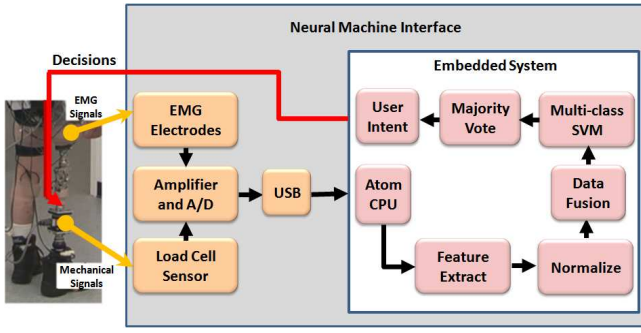 Neural Machine Interface
Decisions
Embedded System
EMG
Signals
EMG
Electrodes
User
Intent
Majority
Vote
Multi-class
SVM
Amplifier
and A/D
USB
Atom
CPU
Data
Fusion
Load Cell
Sensor
Feature
Extract
Normalize
Mechanical
Signals